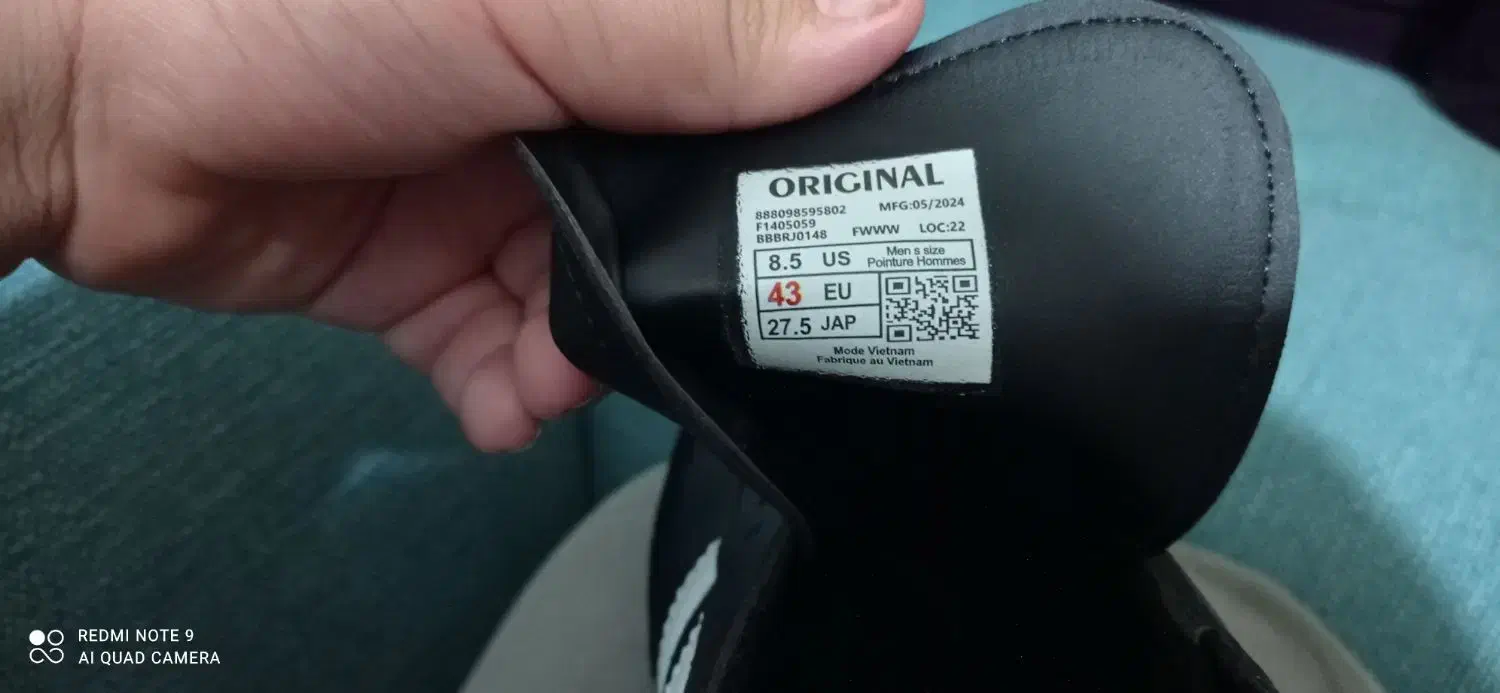 ORIGINAL
888098595802 MFG:05/2024
F1405059
BBBRJ0148 FWWW LOC:22
8.5 US Men s size
Pointure Hommes
43 EU
27.5 JAP
Mode Vietnam
Fabrique au Vietnam
REDMI NOTE 9
AI QUAD CAMERA